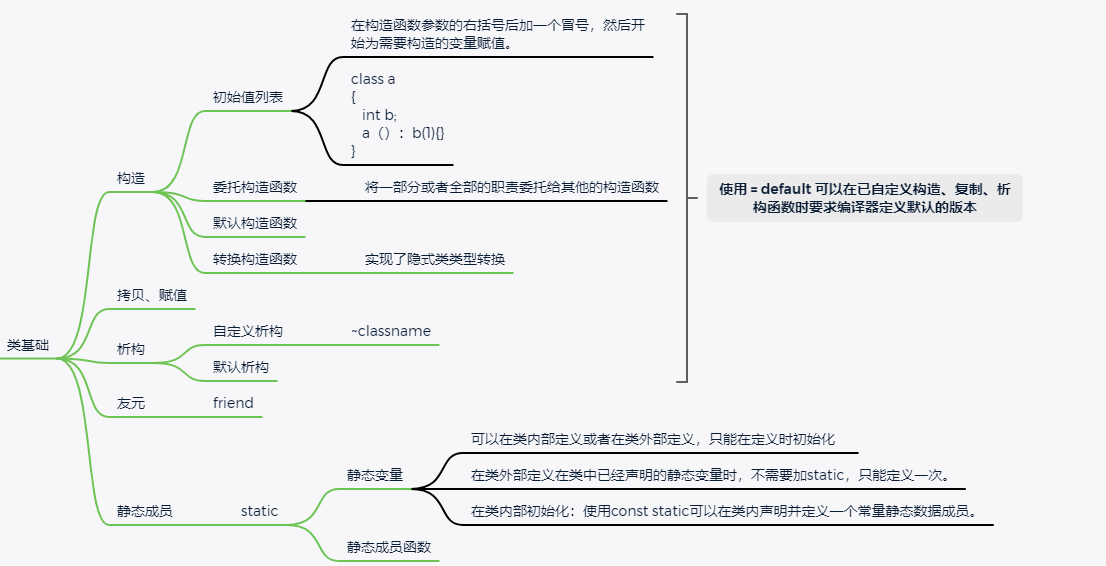 类基础
构造
初始值列表
在构造函数参数的右括号后加一个冒号，然后开
始为需要构造的变量赋值。
class a
{
int b;
a（）：b(1){}
}
委托构造函数
将一部分或者全部的职责委托给其他的构造函数
默认构造函数
转换构造函数
实现了隐式类类型转换
拷贝、赋值
析构
自定义析构
~classname
默认析构
使用 = default 可以在已自定义构造、复制、析
构函数时要求编译器定义默认的版本
友元
friend
静态成员
static
静态变量
可以在类内部定义或者在类外部定义，只能在定义时初始化
在类外部定义在类中已经声明的静态变量时，不需要加static，只能定义一次。
在类内部初始化：使用const static可以在类内声明并定义一个常量静态数据成员。
静态成员函数